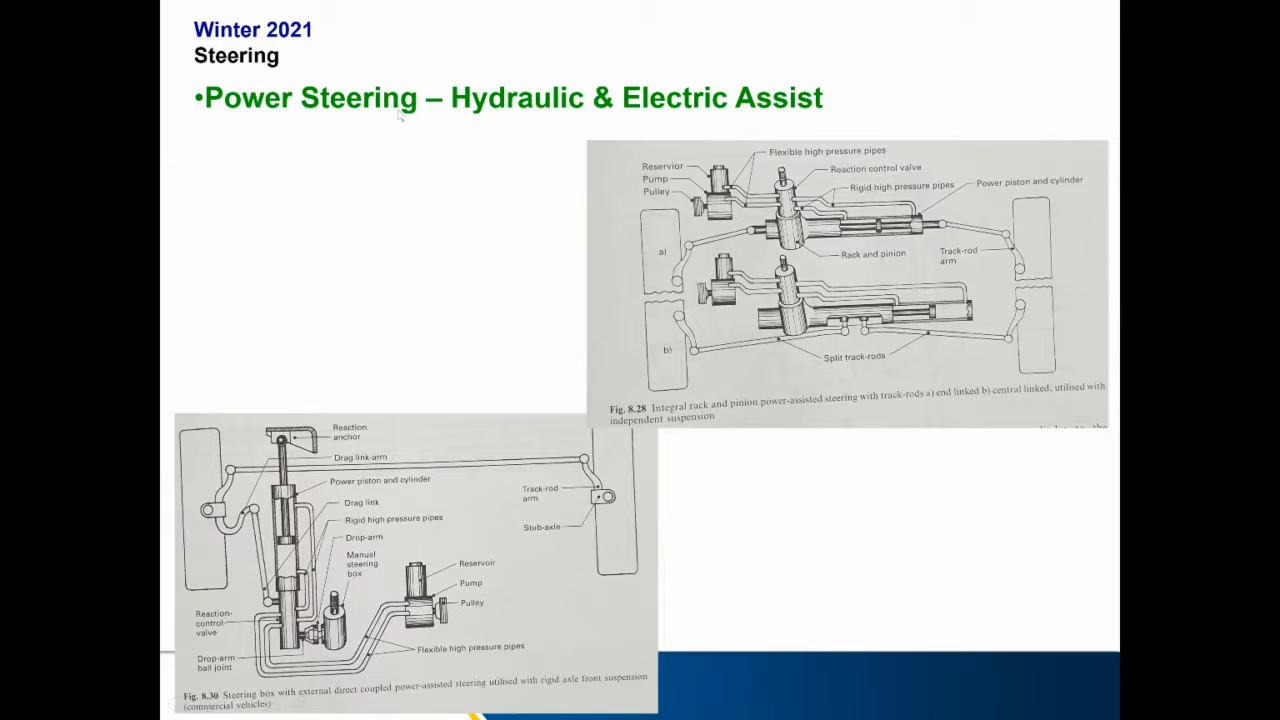 Winter 2021
Steering
•Power Steering – Hydraulic & Electric Assist
Flexible high pressure pipes
Reservior
Reaction control valve
Pump
Power piston and cylinder
Pulley
Rigid high pressure pipes
a)
Rack and pinion
Track-rod
arm
b)
Split track-rods
Fig. 8.28 Integral rack and pinion power-assisted steering with track-rods a) end linked b) central linked, utilised with
independent suspension
Reaction
anchor
Drag link-arm
Power piston and cylinder
Track-rod
arm
Drag link
Rigid high pressure pipes
Stub-axle
Drop-arm
Manual
steering
box
Reservoir
Pump
Pulley
Reaction-
control
valve
Flexible high pressure pipes
Drop-arm
ball joint
Fig. 8.30 Steering box with external direct coupled power-assisted steering utilised with rigid axle front suspension
(commercial vehicles)